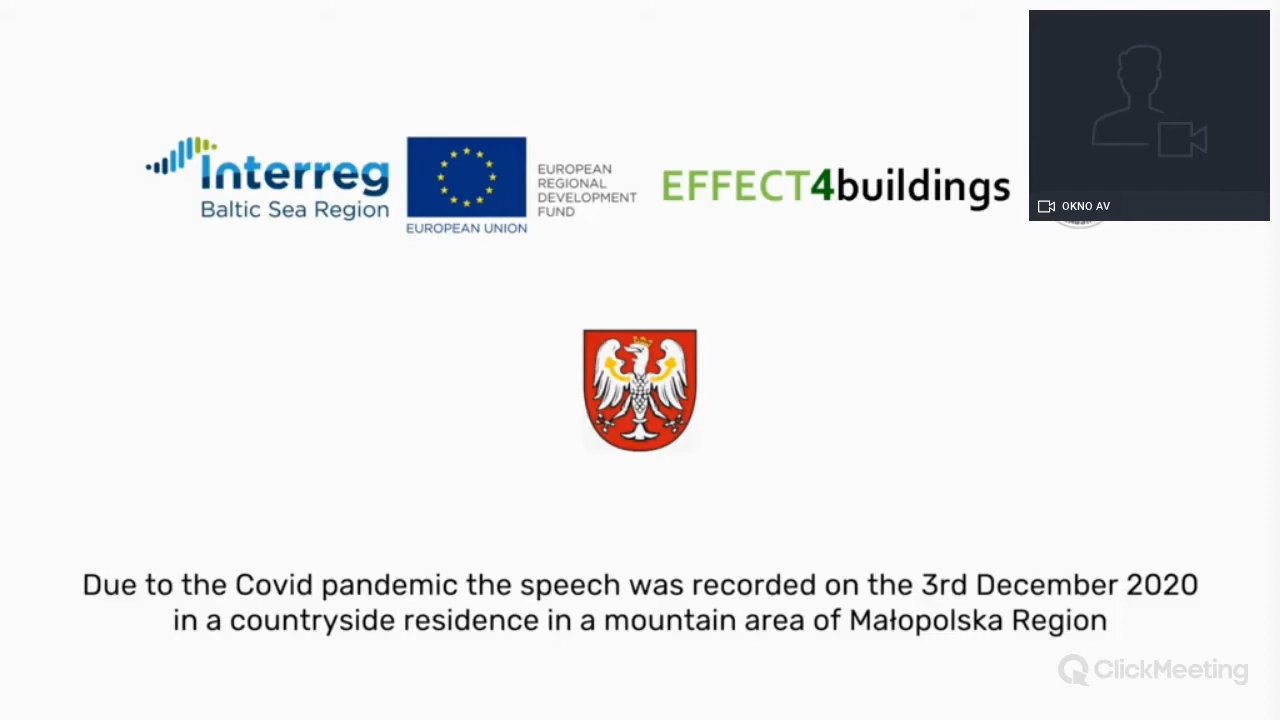 Interreg
Baltic Sea Region
EUROPEAN UNION
EUROPEAN
REGIONAL
DEVELOPMENT
FUND
EFFECT4buildings
OKNO AV
Due to the Covid pandemic the speech was recorded on the 3rd December 2020
in a countryside residence in a mountain area of Małopolska Region
ClickMeeting